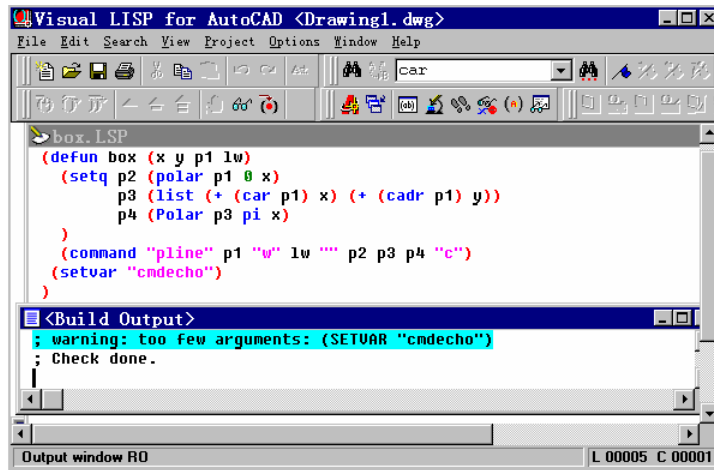 Visual LISP for AutoCAD <Drawing1.dwg>
File Edit Search View Project Options Window Help
car
box.LSP
(defun box (x y p1 lw)
(setq p2 (polar p1 0 x)
p3 (list (+ (car p1) x) (+ (cadr p1) y))
p4 (Polar p3 pi x)
)
(command "pline" p1 "w" lw "" p2 p3 p4 "c")
(setvar "cmdecho")
)
<Build Output>
; warning: too few arguments: (SETVAR "cmdecho")
; Check done.
Output window RO L 00005 C 00001